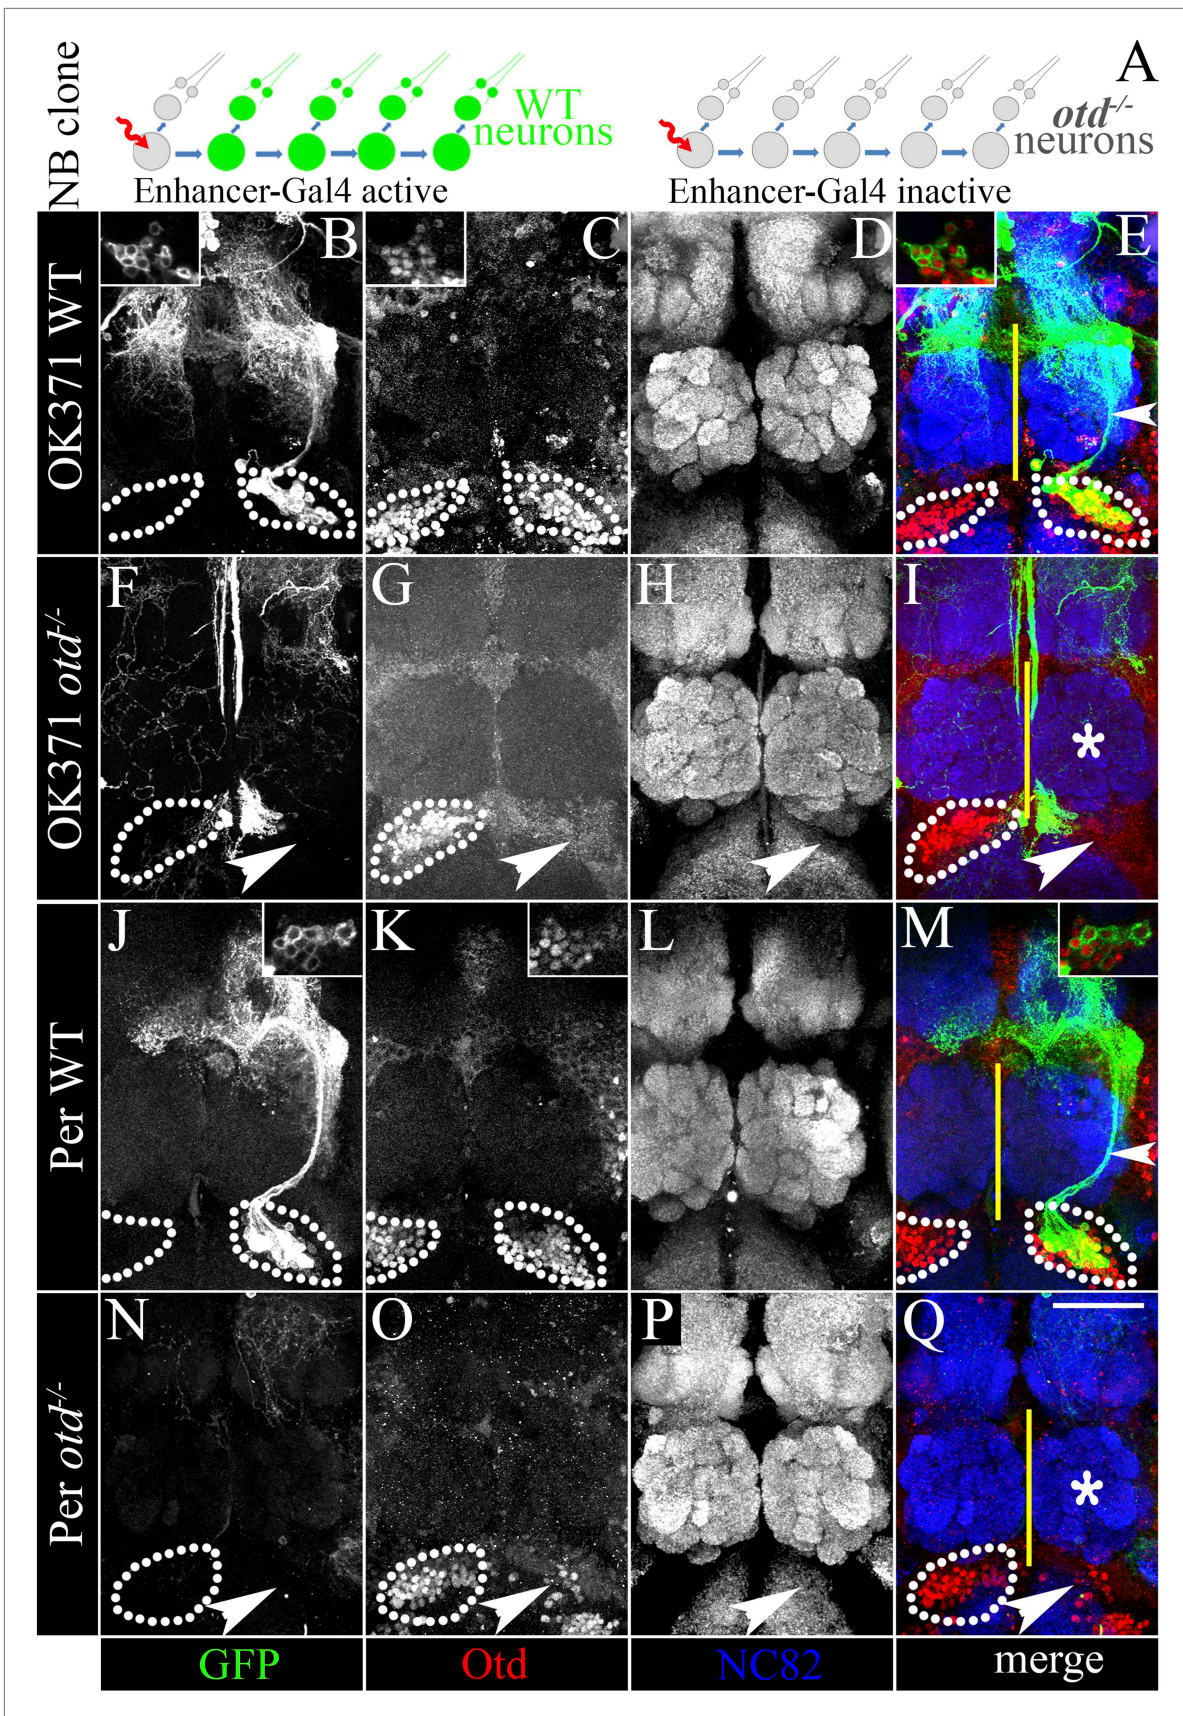 NB clone
A
WT
neurons
otd-/-
neurons
Enhancer-Gal4 active
Enhancer-Gal4 inactive
OK371 WT
B
C
D
E
OK371 otd-/-
F
G
H
I
*
Per WT
J
K
L
M
Per otd-/-
N
O
P
Q
*
GFP
Otd
NC82
merge